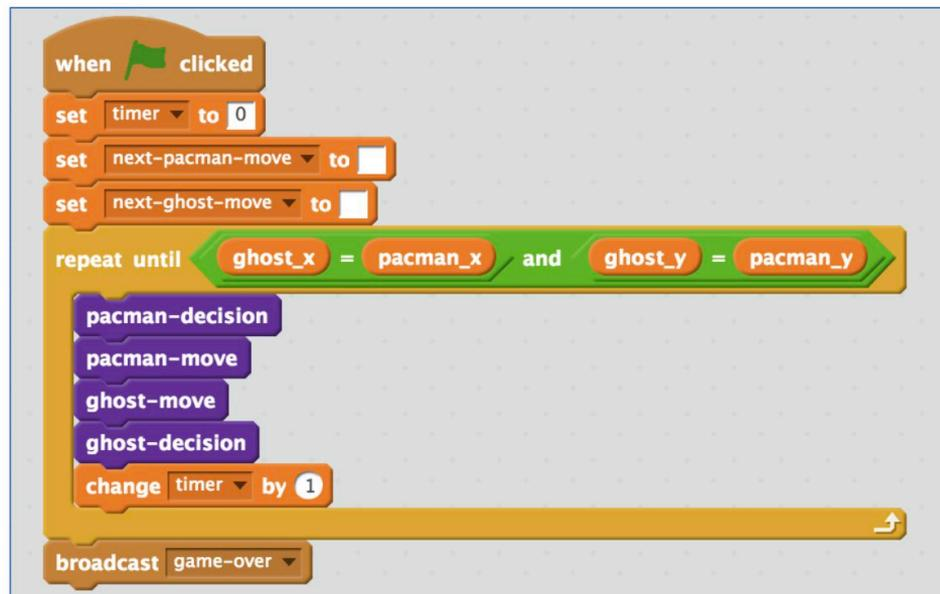 when clicked
set timer to 0
set next-pacman-move to
set next-ghost-move to
repeat until ghost_x = pacman_x and ghost_y = pacman_y
pacman-decision
pacman-move
ghost-move
ghost-decision
change timer by 1
broadcast game-over